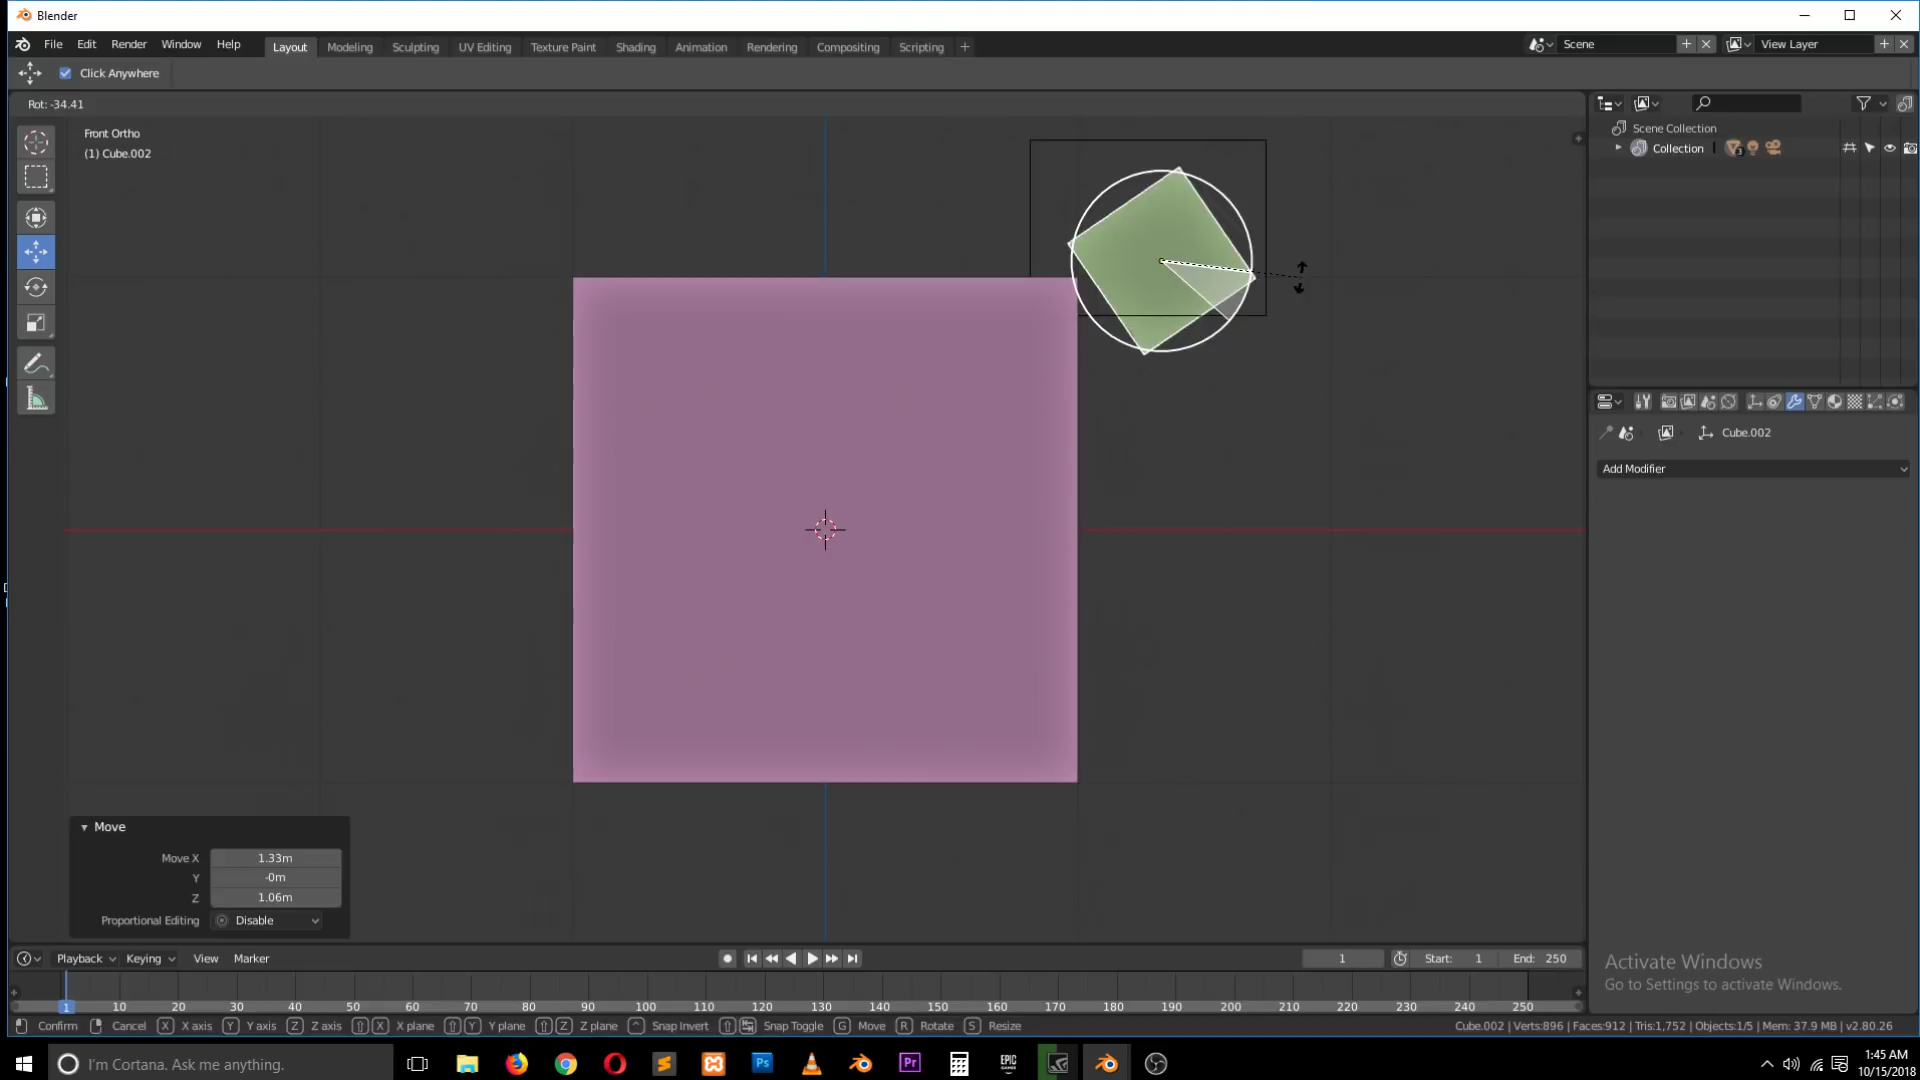 Blender
File Edit Render Window Help Layout Modeling Sculpting UV Editing Texture Paint Shading Animation Rendering Compositing Scripting + Scene View Layer
Click Anywhere
Rot: -34.41
Front Ortho
(1) Cube.002
Scene Collection
Collection
Cube.002
Add Modifier
Move
Move X 1.33m
Y -0m
Z 1.06m
Proportional Editing Disable
Playback Keying View Marker 1 Start: 1 End: 250
1 10 20 30 40 50 60 70 80 90 100 110 120 130 140 150 160 170 180 190 200 210 220 230 240 250
Confirm Cancel X X axis Y Y axis Z Z axis X X plane Y Y plane Z Z plane ^ Snap Invert Snap Toggle G Move R Rotate S Resize Cube.002 | Verts:896 | Faces:912 | Tris:1,752 | Objects:1/5 | Mem: 37.9 MB | v2.80.26
Activate Windows
Go to Settings to activate Windows.
I'm Cortana. Ask me anything. Ps Pr EPIC GAMES 1:45 AM
10/15/2018